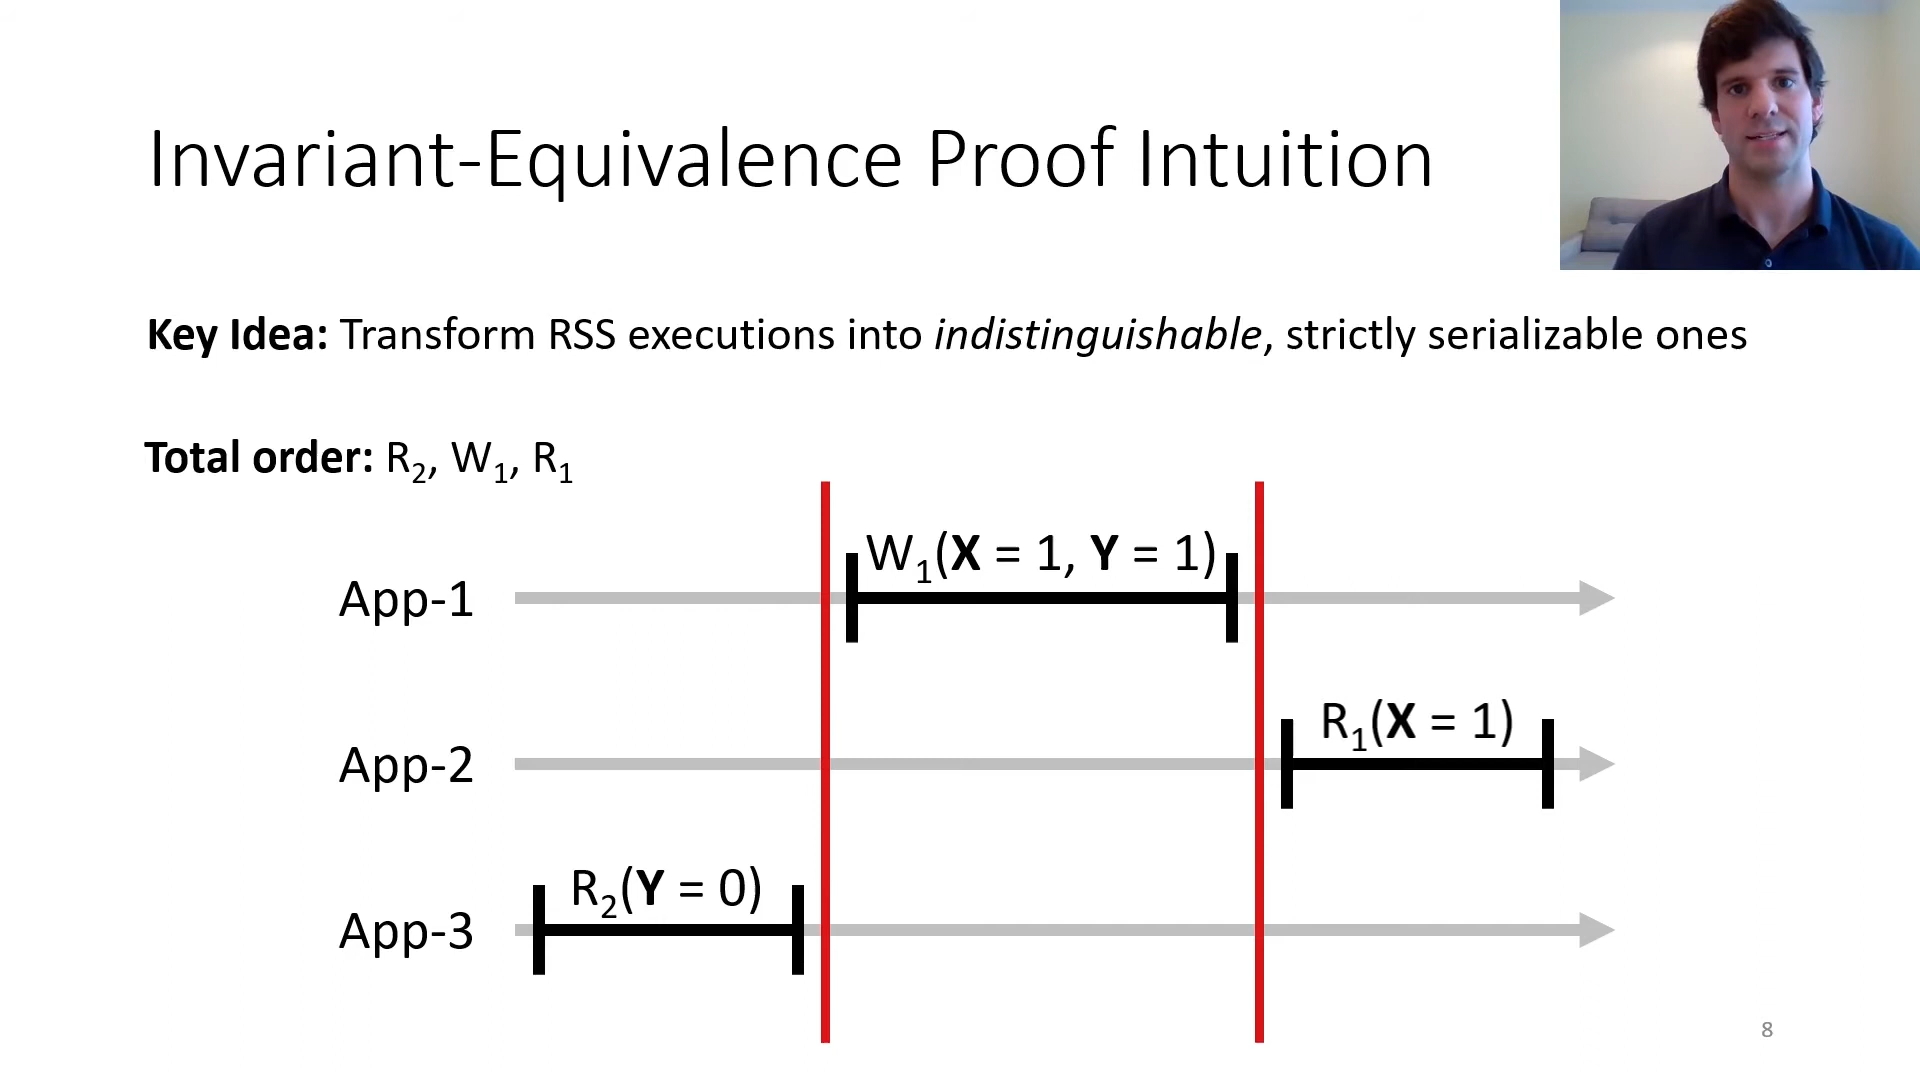 Invariant-Equivalence Proof Intuition
Key Idea: Transform RSS executions into indistinguishable, strictly serializable ones
Total order: R₂, W₁, R₁
W₁(X = 1, Y = 1)
App-1
R₁(X = 1)
App-2
R₂(Y = 0)
App-3
8